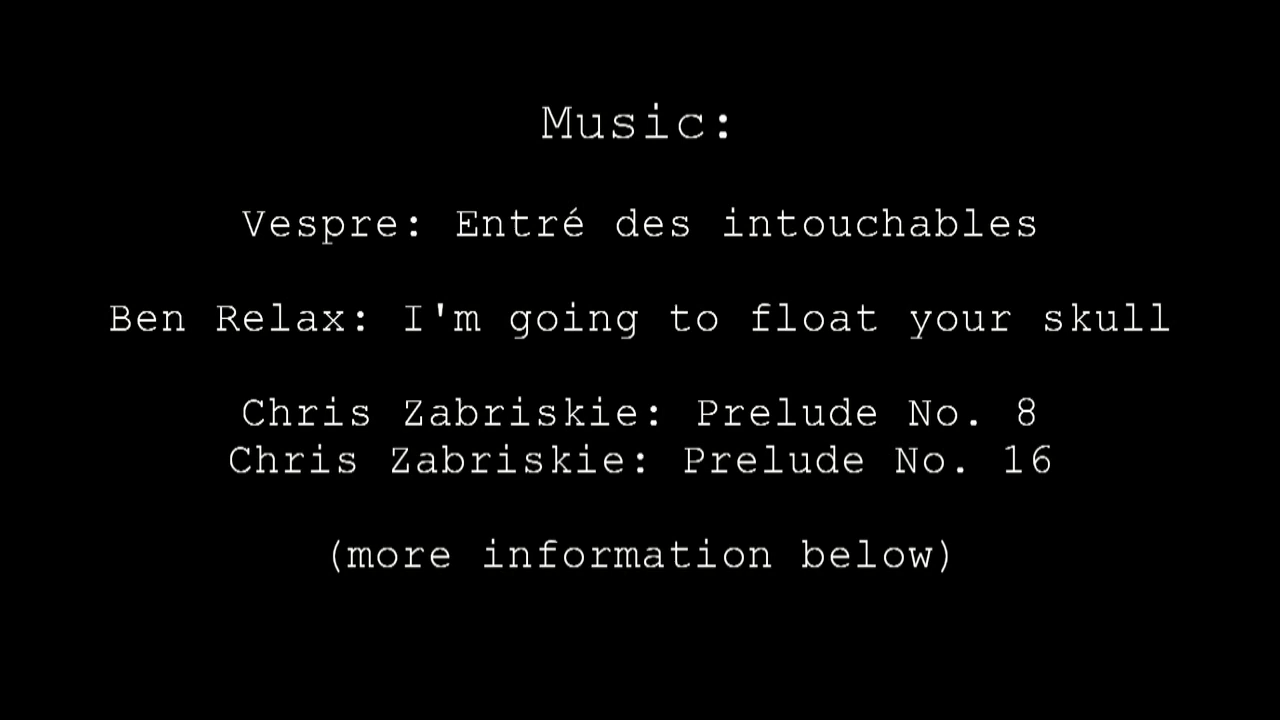 Music:
Vespre: Entré des intouchables
Ben Relax: I'm going to float your skull
Chris Zabriskie: Prelude No. 8
Chris Zabriskie: Prelude No. 16
(more information below)